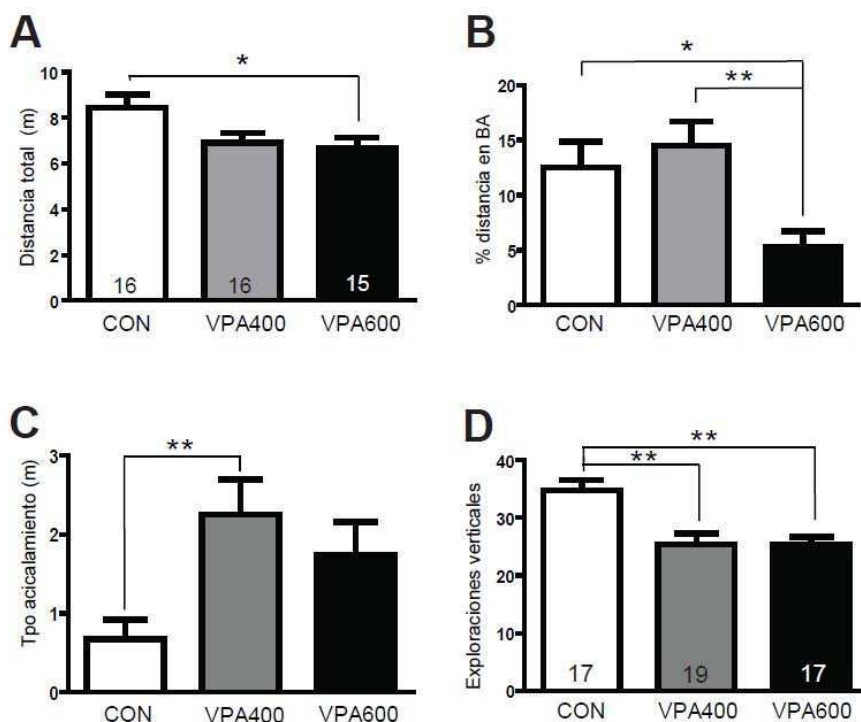 A
*
Distancia total (m)
10
8
6
4
2
0
16
16
15
CON VPA400 VPA600
B
*
**
% distancia en BA
20
15
10
5
0
CON VPA400 VPA600
C
**
Tpo acicalamiento (m)
3
2
1
0
CON VPA400 VPA600
D
**
**
Exploraciones verticales
40
30
20
10
0
17
19
17
CON VPA400 VPA600